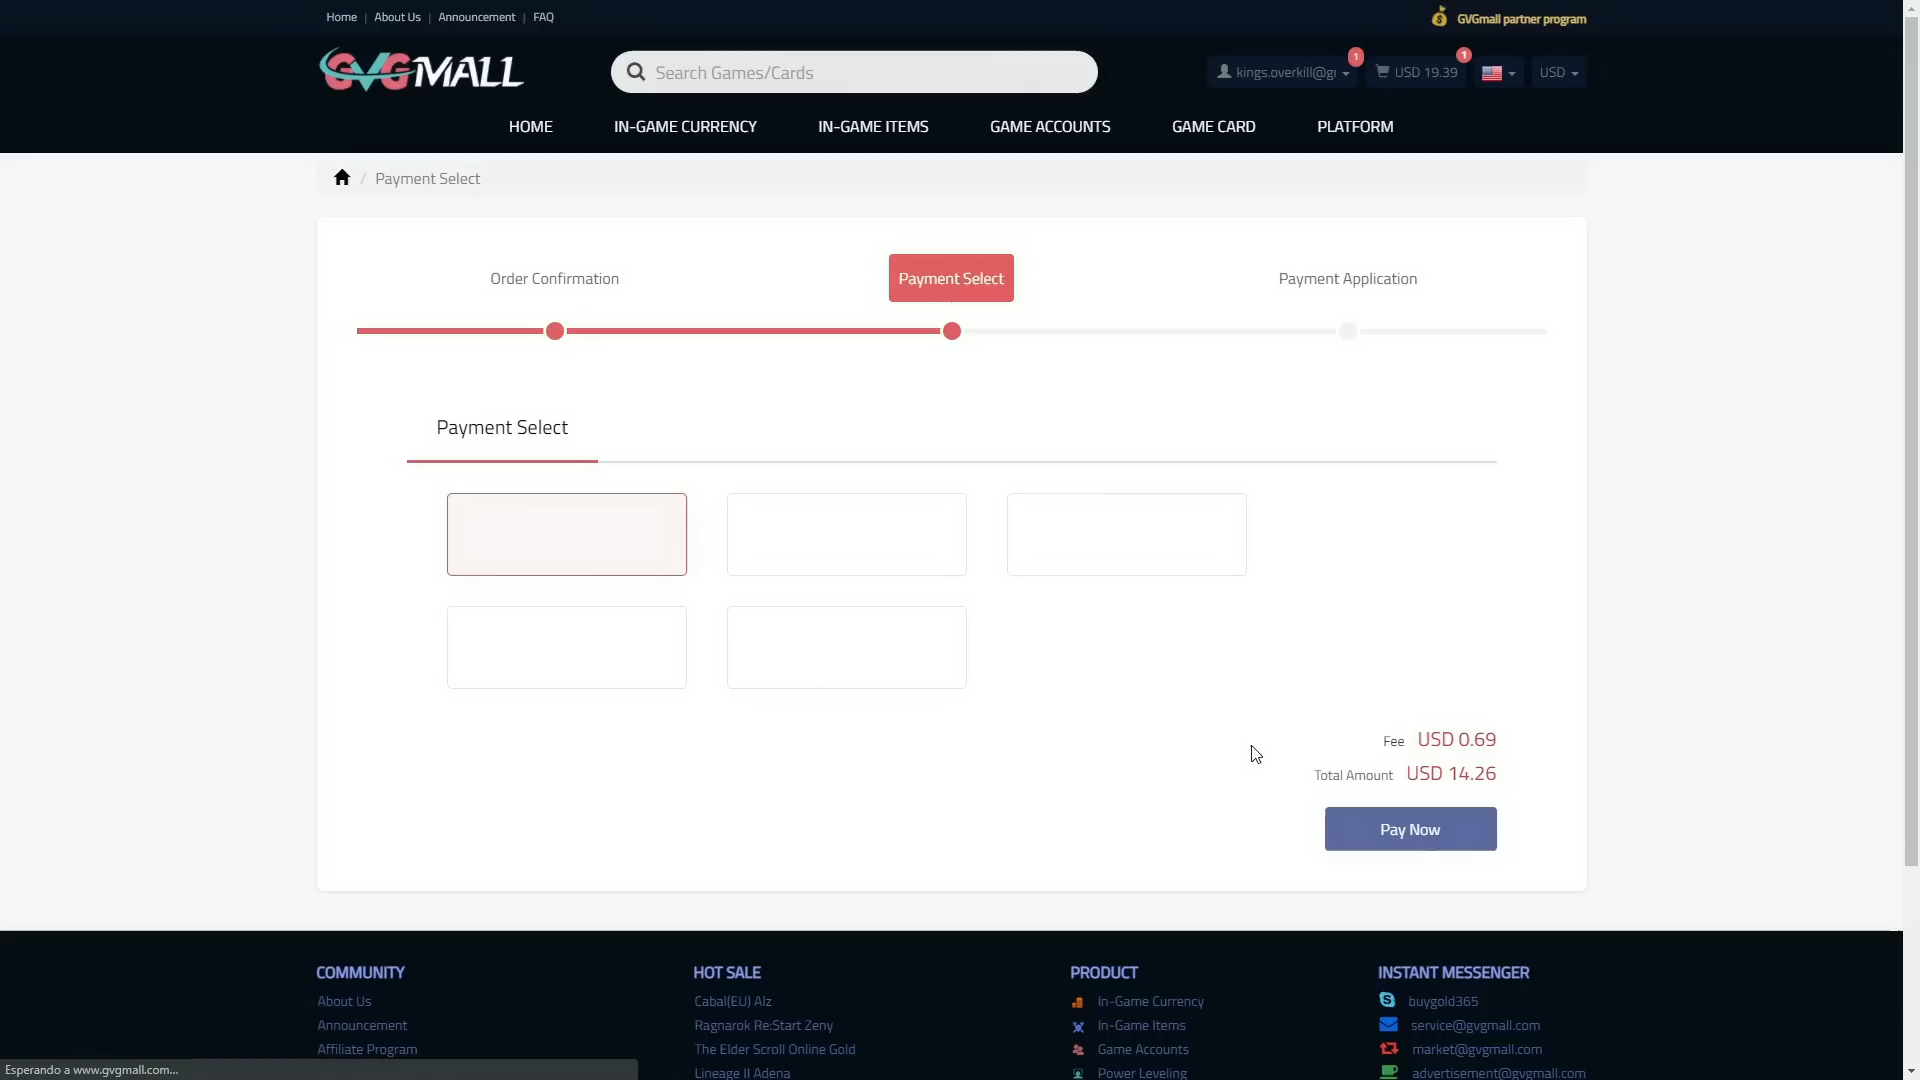 Home | About Us | Announcement | FAQ
GVGmall partner program
GVGMALL
Search Games/Cards
kings.overkill@g
1
USD 19.39
1
USD
HOME
IN-GAME CURRENCY
IN-GAME ITEMS
GAME ACCOUNTS
GAME CARD
PLATFORM
/ Payment Select
Order Confirmation
Payment Select
Payment Application
Payment Select
Fee USD 0.69
Total Amount USD 14.26
Pay Now
COMMUNITY
About Us
Announcement
Affiliate Program
HOT SALE
Cabal(EU) Alz
Ragnarok Re:Start Zeny
The Elder Scroll Online Gold
Lineage II Adena
PRODUCT
In-Game Currency
In-Game Items
Game Accounts
Power Leveling
INSTANT MESSENGER
buygold365
service@gvgmall.com
market@gvgmall.com
advertisement@gvgmall.com
Esperando a www.gvgmall.com...